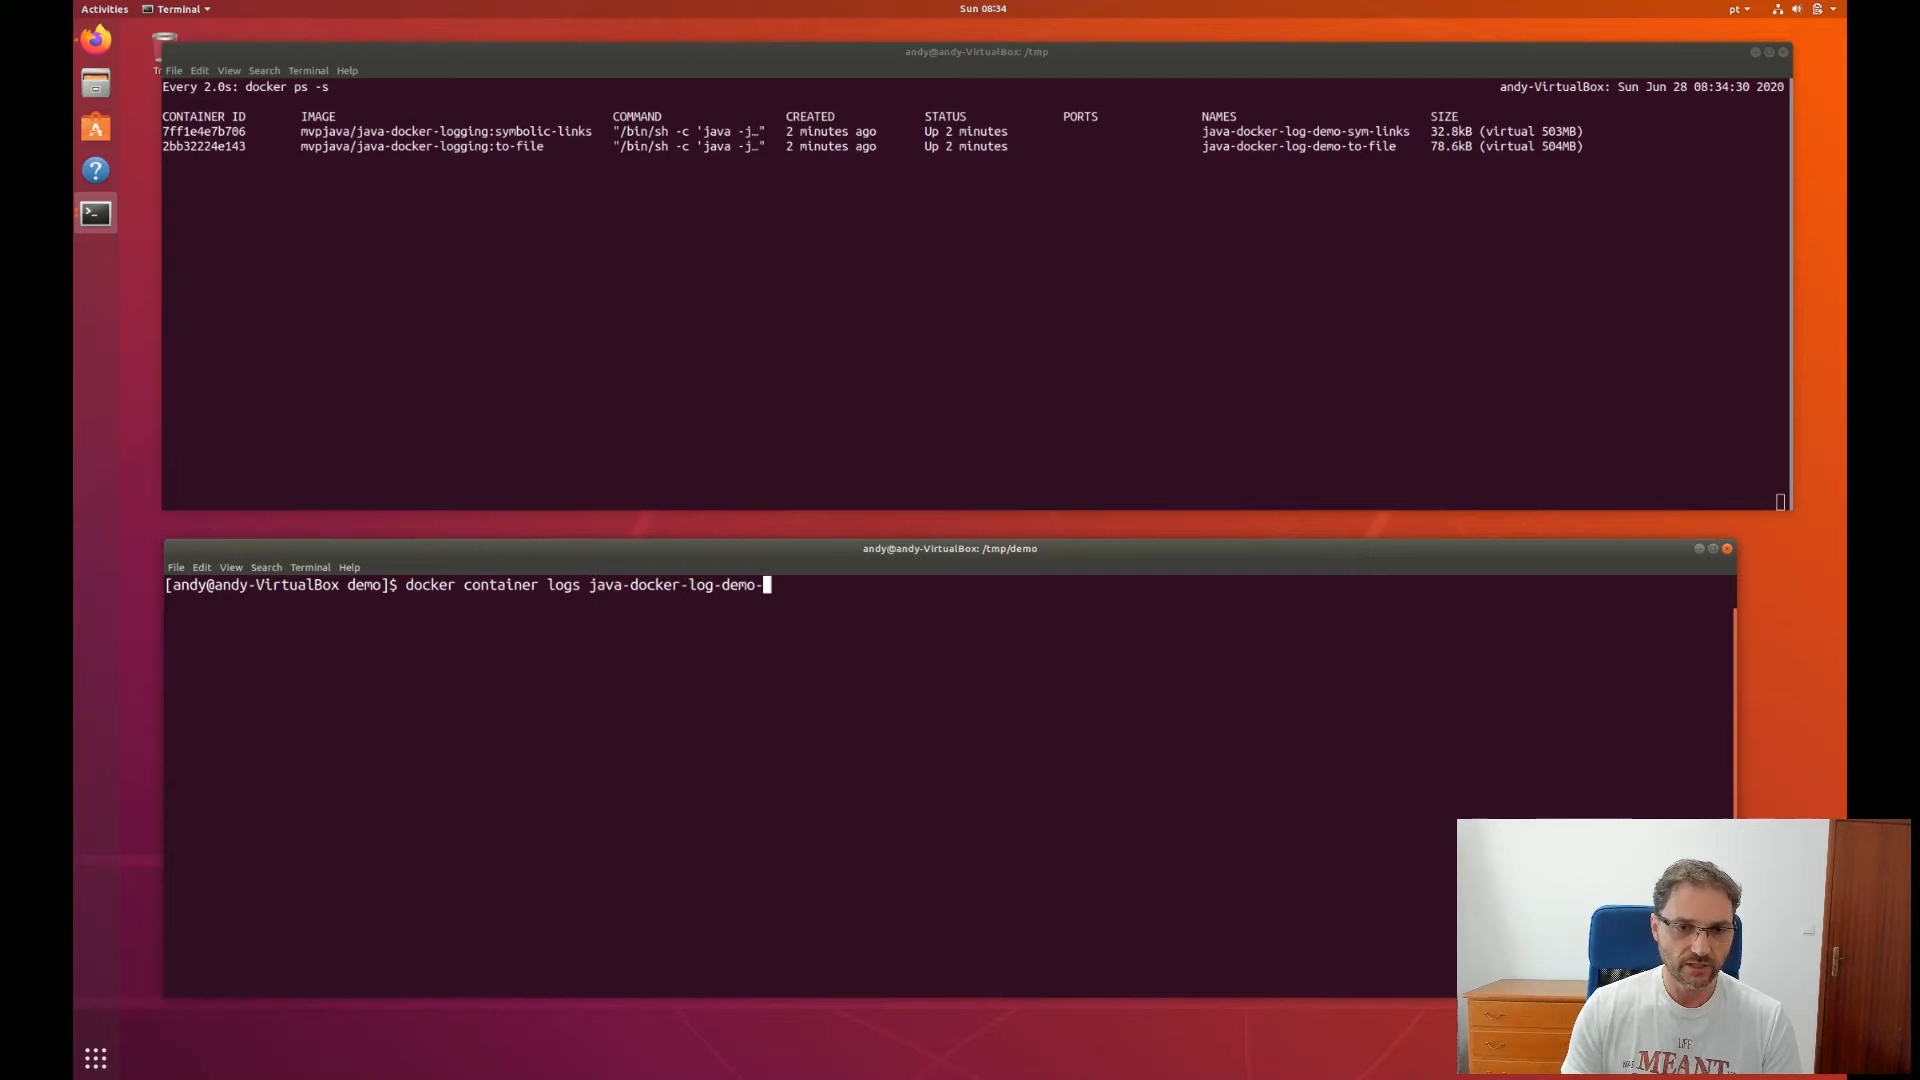 Activities Terminal Sun 08:34 pt
andy@andy-VirtualBox: /tmp
Tr File Edit View Search Terminal Help
Every 2.0s: docker ps -s andy-VirtualBox: Sun Jun 28 08:34:30 2020
CONTAINER ID IMAGE COMMAND CREATED STATUS PORTS NAMES SIZE
7ff1e4e7b706 mvpjava/java-docker-logging:symbolic-links "/bin/sh -c 'java -j…" 2 minutes ago Up 2 minutes java-docker-log-demo-sym-links 32.8kB (virtual 503MB)
2bb32224e143 mvpjava/java-docker-logging:to-file "/bin/sh -c 'java -j…" 2 minutes ago Up 2 minutes java-docker-log-demo-to-file 78.6kB (virtual 504MB)
andy@andy-VirtualBox: /tmp/demo
File Edit View Search Terminal Help
[andy@andy-VirtualBox demo]$ docker container logs java-docker-log-demo-
LIFE
WAS MEANT